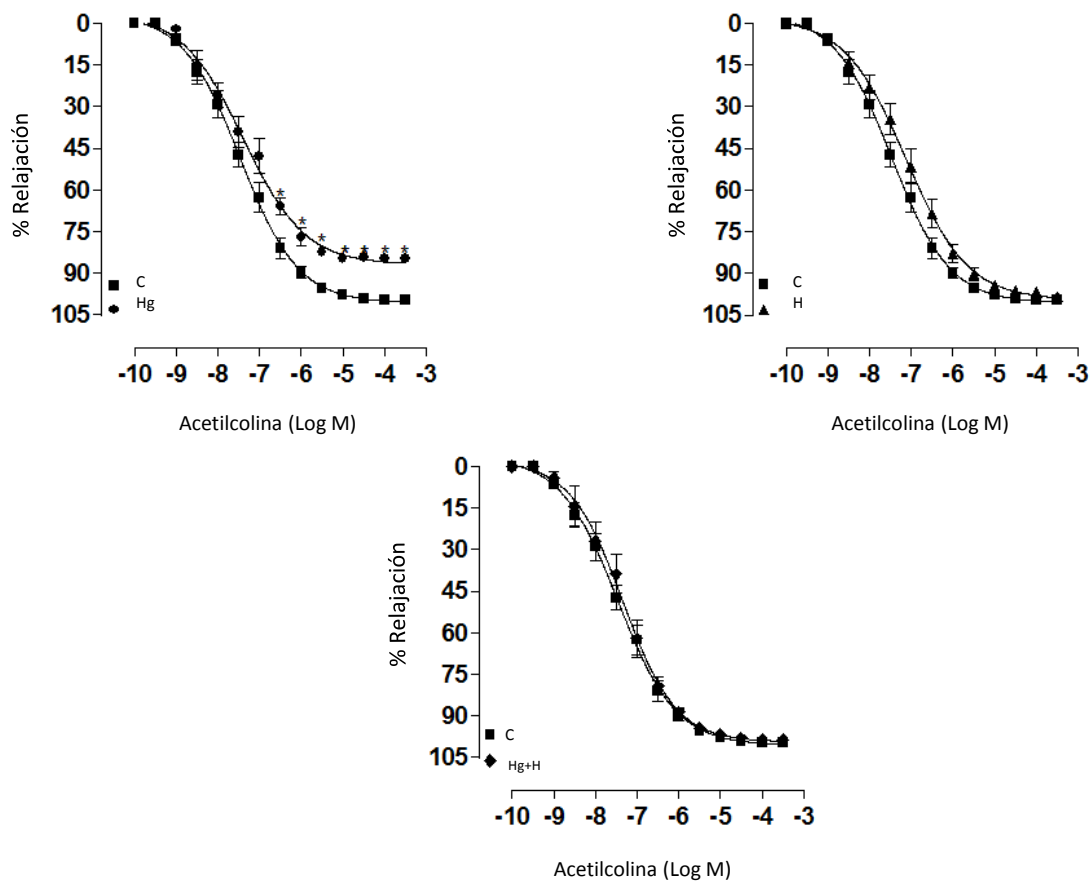 % Relajación
0
15
30
45
60
75
90
105
C
Hg
* * * * * * * *
-10 -9 -8 -7 -6 -5 -4 -3
Acetilcolina (Log M)
% Relajación
0
15
30
45
60
75
90
105
C
H
-10 -9 -8 -7 -6 -5 -4 -3
Acetilcolina (Log M)
% Relajación
0
15
30
45
60
75
90
105
C
Hg+H
-10 -9 -8 -7 -6 -5 -4 -3
Acetilcolina (Log M)